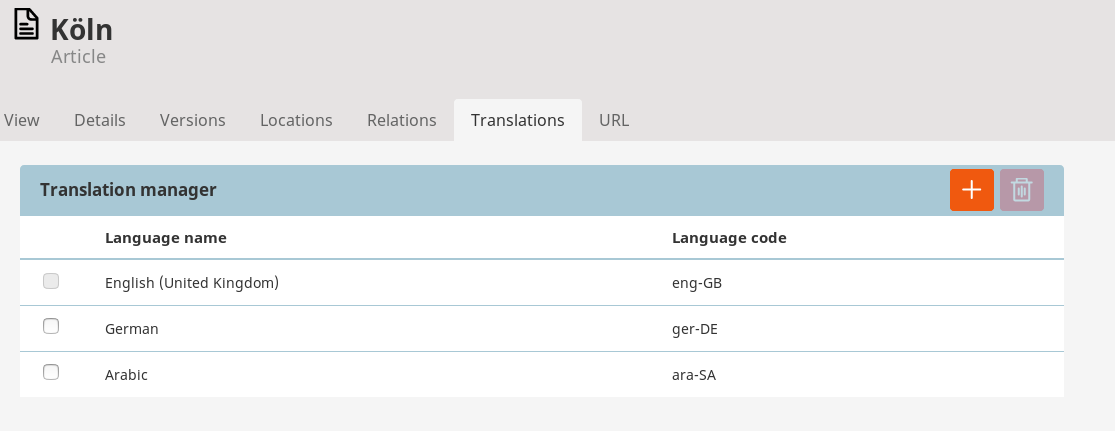 Köln
Article
View Details Versions Locations Relations Translations URL
Translation manager
Language name Language code
English (United Kingdom) eng-GB
German ger-DE
Arabic ara-SA